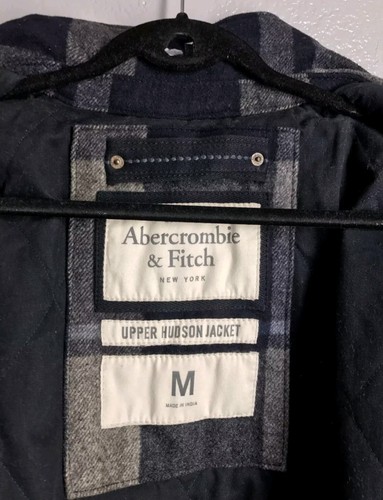 Abercrombie
& Fitch
NEW YORK
UPPER HUDSON JACKET
M
MADE IN INDIA